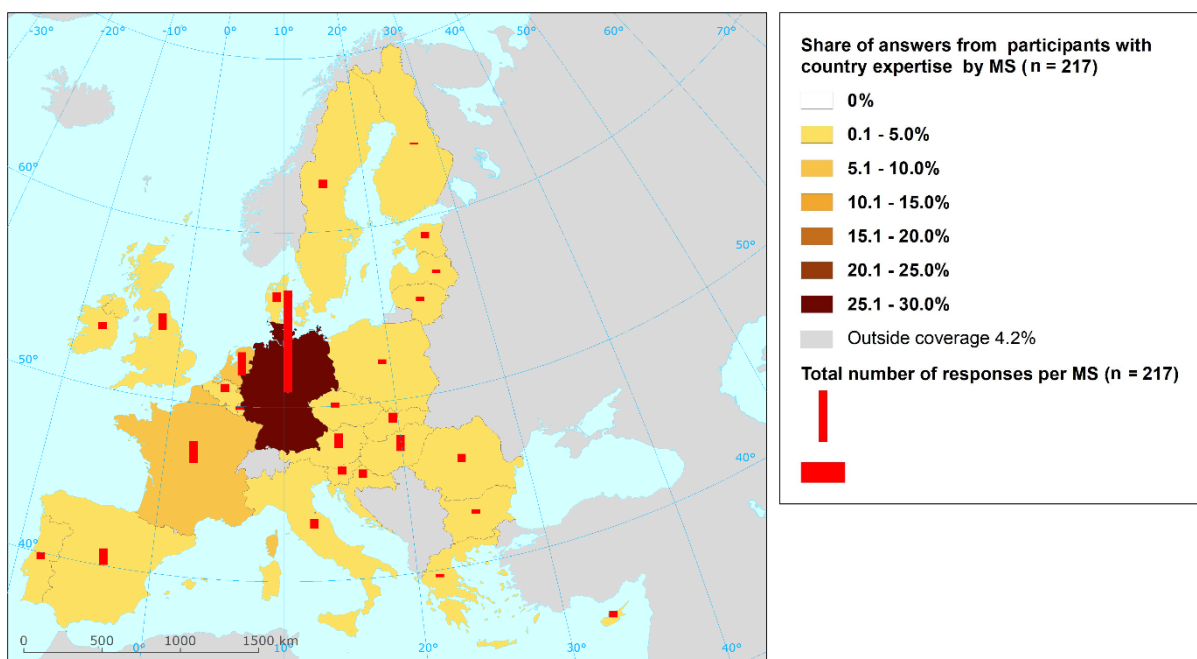 -30° -20° -10° 0° 10° 20° 30° 40° 50° 60° 70°
60°
60°
50°
50°
40°
40°
0 500 1000 1500 km
0° 10° 20° 30° 40°
Share of answers from participants with
country expertise by MS (n = 217)
0%
0.1 - 5.0%
5.1 - 10.0%
10.1 - 15.0%
15.1 - 20.0%
20.1 - 25.0%
25.1 - 30.0%
Outside coverage 4.2%
Total number of responses per MS (n = 217)